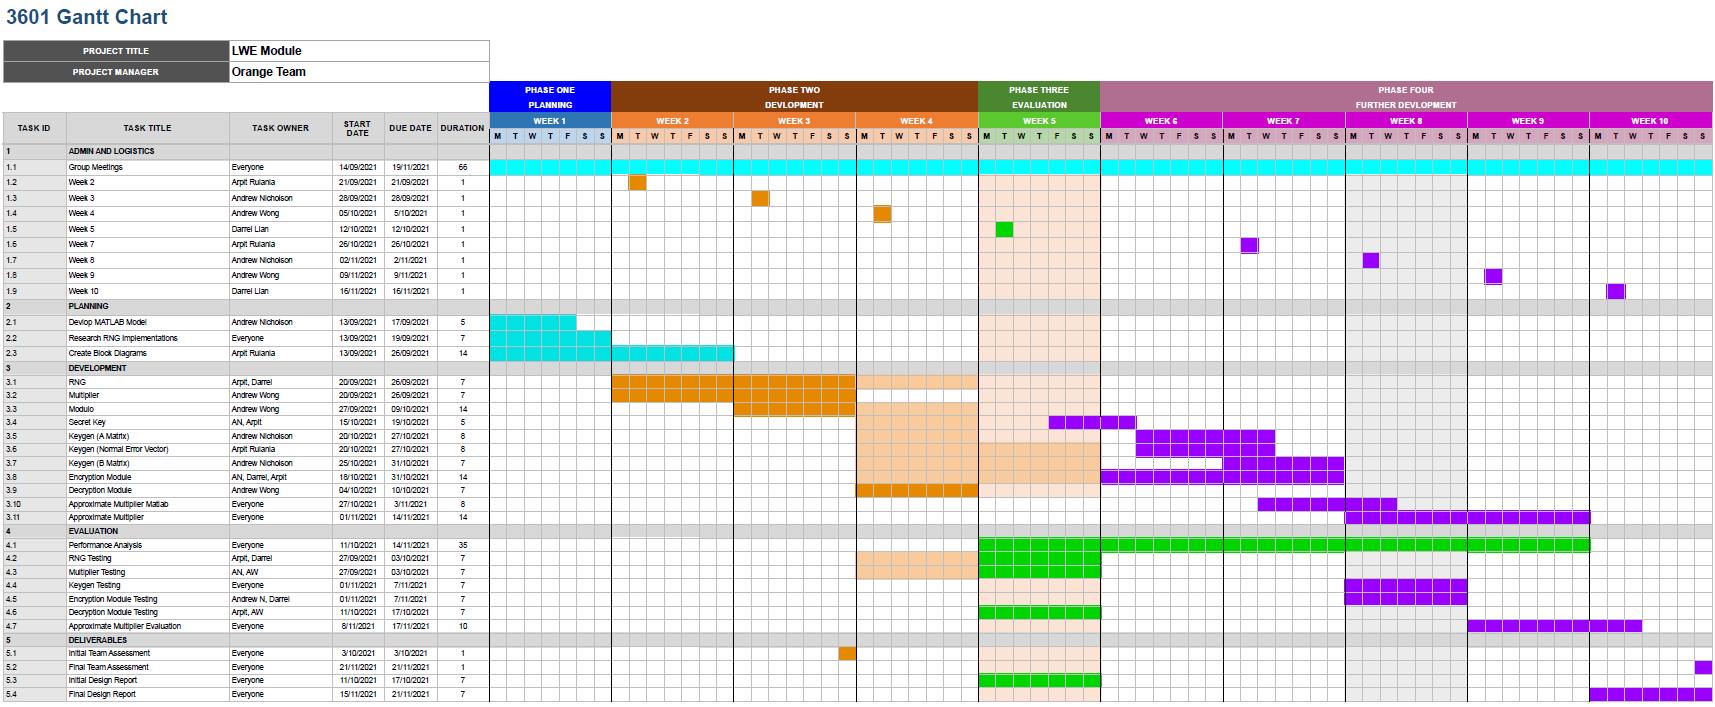 3601 Gantt Chart
PROJECT TITLE LWE Module
PROJECT MANAGER Orange Team
PHASE ONE PHASE TWO PHASE THREE PHASE FOUR
PLANNING DEVLOPMENT EVALUATION FURTHER DEVLOPMENT
TASK ID TASK TITLE TASK OWNER START DATE DUE DATE DURATION WEEK 1 WEEK 2 WEEK 3 WEEK 4 WEEK 5 WEEK 6 WEEK 7 WEEK 8 WEEK 9 WEEK 10
M T W T F S S M T W T F S S M T W T F S S M T W T F S S M T W T F S S M T W T F S S M T W T F S S M T W T F S S M T W T F S S M T W T F S S
1 ADMIN AND LOGISTICS
1.1 Group Meetings Everyone 14/09/2021 19/11/2021 66
1.2 Week 2 Arpit Rulania 21/09/2021 21/09/2021 1
1.3 Week 3 Andrew Nicholson 28/09/2021 28/09/2021 1
1.4 Week 4 Andrew Wong 05/10/2021 5/10/2021 1
1.5 Week 5 Darrel Lian 12/10/2021 12/10/2021 1
1.6 Week 7 Arpit Rulania 26/10/2021 26/10/2021 1
1.7 Week 8 Andrew Nicholson 02/11/2021 2/11/2021 1
1.8 Week 9 Andrew Wong 09/11/2021 9/11/2021 1
1.9 Week 10 Darrel Lian 16/11/2021 16/11/2021 1
2 PLANNING
2.1 Devlop MATLAB Model Andrew Nicholson 13/09/2021 17/09/2021 5
2.2 Research RNG Implementations Everyone 13/09/2021 19/09/2021 7
2.3 Create Block Diagrams Arpit Rulania 13/09/2021 26/09/2021 14
3 DEVELOPMENT
3.1 RNG Arpit, Darrel 20/09/2021 26/09/2021 7
3.2 Multiplier Andrew Wong 20/09/2021 26/09/2021 7
3.3 Modulo Andrew Wong 27/09/2021 09/10/2021 14
3.4 Secret Key AN, Arpit 15/10/2021 19/10/2021 5
3.5 Keygen (A Matrix) Andrew Nicholson 20/10/2021 27/10/2021 8
3.6 Keygen (Normal Error Vector) Arpit Rulania 20/10/2021 27/10/2021 8
3.7 Keygen (B Matrix) Andrew Nicholson 25/10/2021 31/10/2021 7
3.8 Encryption Module AN, Darrel, Arpit 18/10/2021 31/10/2021 14
3.9 Decryption Module Andrew Wong 04/10/2021 10/10/2021 7
3.10 Approximate Multiplier Matlab Everyone 27/10/2021 3/11/2021 8
3.11 Approximate Multiplier Everyone 01/11/2021 14/11/2021 14
4 EVALUATION
4.1 Performance Analysis Everyone 11/10/2021 14/11/2021 35
4.2 RNG Testing Arpit, Darrel 27/09/2021 03/10/2021 7
4.3 Multiplier Testing AN, AW 27/09/2021 03/10/2021 7
4.4 Keygen Testing Everyone 01/11/2021 7/11/2021 7
4.5 Encryption Module Testing Andrew N, Darrel 01/11/2021 7/11/2021 7
4.6 Decryption Module Testing Arpit, AW 11/10/2021 17/10/2021 7
4.7 Approximate Multiplier Evaluation Everyone 8/11/2021 17/11/2021 10
5 DELIVERABLES
5.1 Initial Team Assessment Everyone 3/10/2021 3/10/2021 1
5.2 Final Team Assessment Everyone 21/11/2021 21/11/2021 1
5.3 Initial Design Report Everyone 11/10/2021 17/10/2021 7
5.4 Final Design Report Everyone 15/11/2021 21/11/2021 7